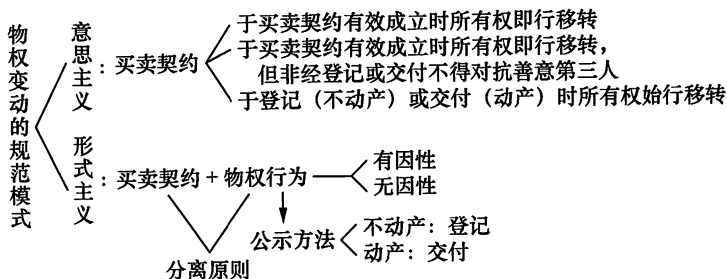 物权变动的规范模式
意思主义：买卖契约
于买卖契约有效成立时所有权即行移转
于买卖契约有效成立时所有权即行移转，
但非经登记或交付不得对抗善意第三人
于登记（不动产）或交付（动产）时所有权始行移转
形式主义：买卖契约＋物权行为
有因性
无因性
公示方法
不动产：登记
动产：交付
分离原则